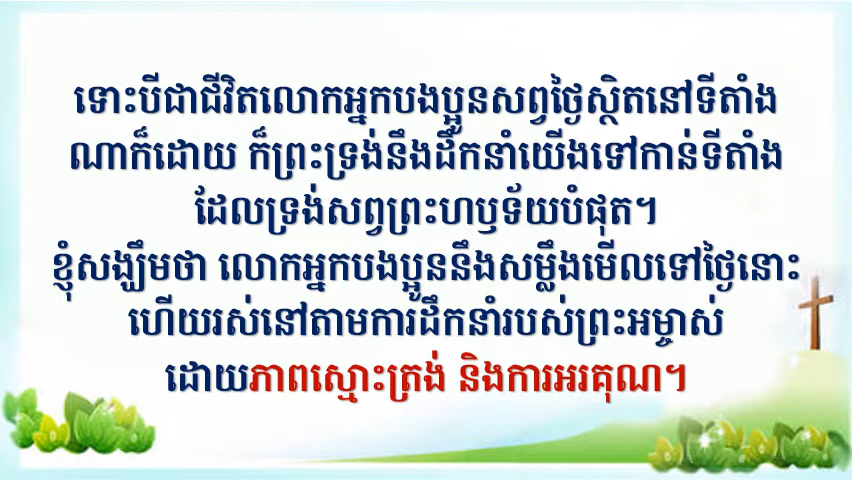 ទោះបីជាជីវិតលោកអ្នកបងប្អូនសព្វថ្ងៃស្ថិតនៅទីតាំង
ណាក៏ដោយ ក៏ព្រះទ្រង់នឹងដឹកនាំយើងទៅកាន់ទីតាំង
ដែលទ្រង់សព្វព្រះហឫទ័យបំផុត។
ខ្ញុំសង្ឃឹមថា លោកអ្នកបងប្អូននឹងសម្លឹងមើលទៅថ្ងៃនោះ
ហើយរស់នៅតាមការដឹកនាំរបស់ព្រះអម្ចាស់
ដោយភាពស្មោះត្រង់ និងការអរគុណ។